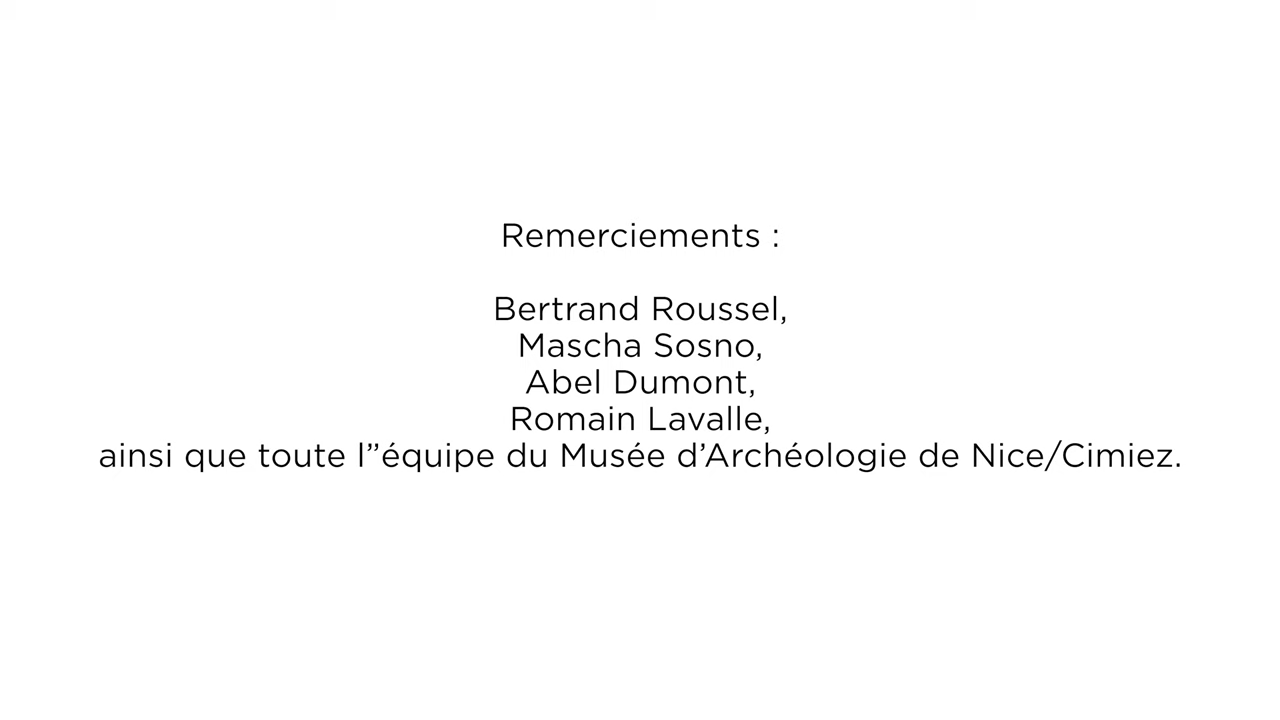 Remerciements :
Bertrand Roussel,
Mascha Sosno,
Abel Dumont,
Romain Lavalle,
ainsi que toute l”équipe du Musée d’Archéologie de Nice/Cimiez.